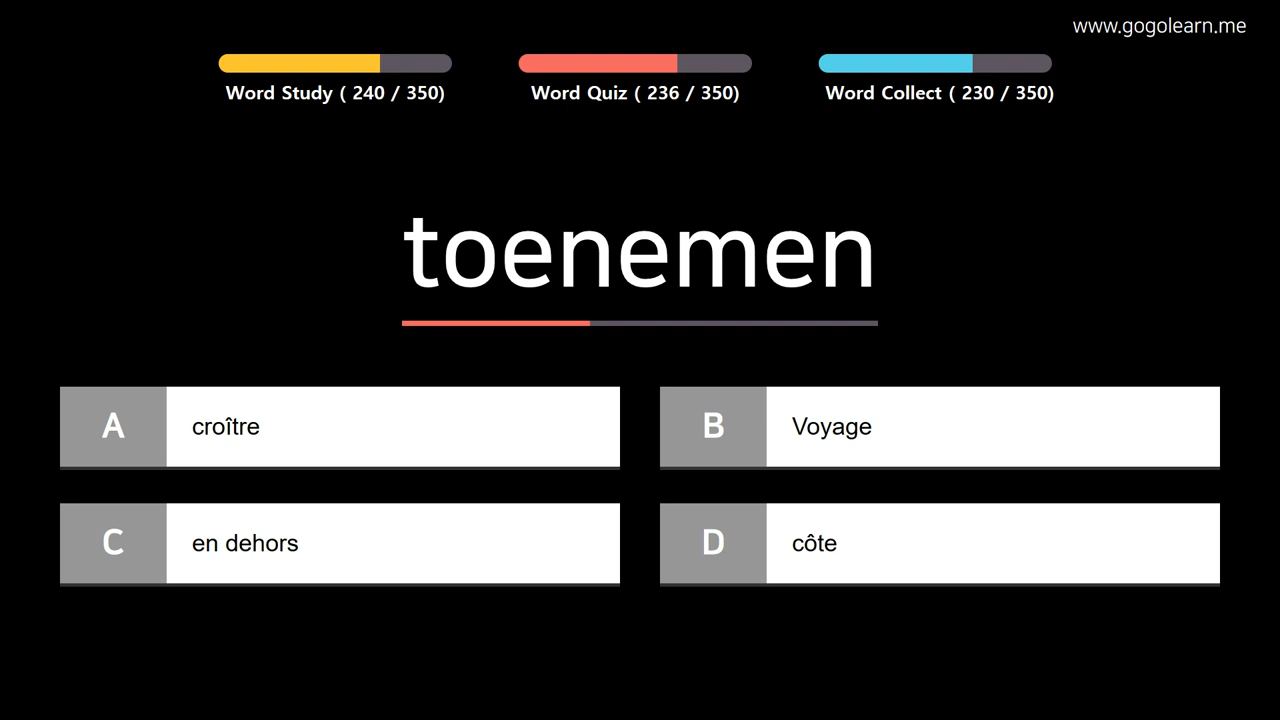 www.gogolearn.me
Word Study ( 240 / 350)
Word Quiz ( 236 / 350)
Word Collect ( 230 / 350)
toenemen
A croître
B Voyage
C en dehors
D côte